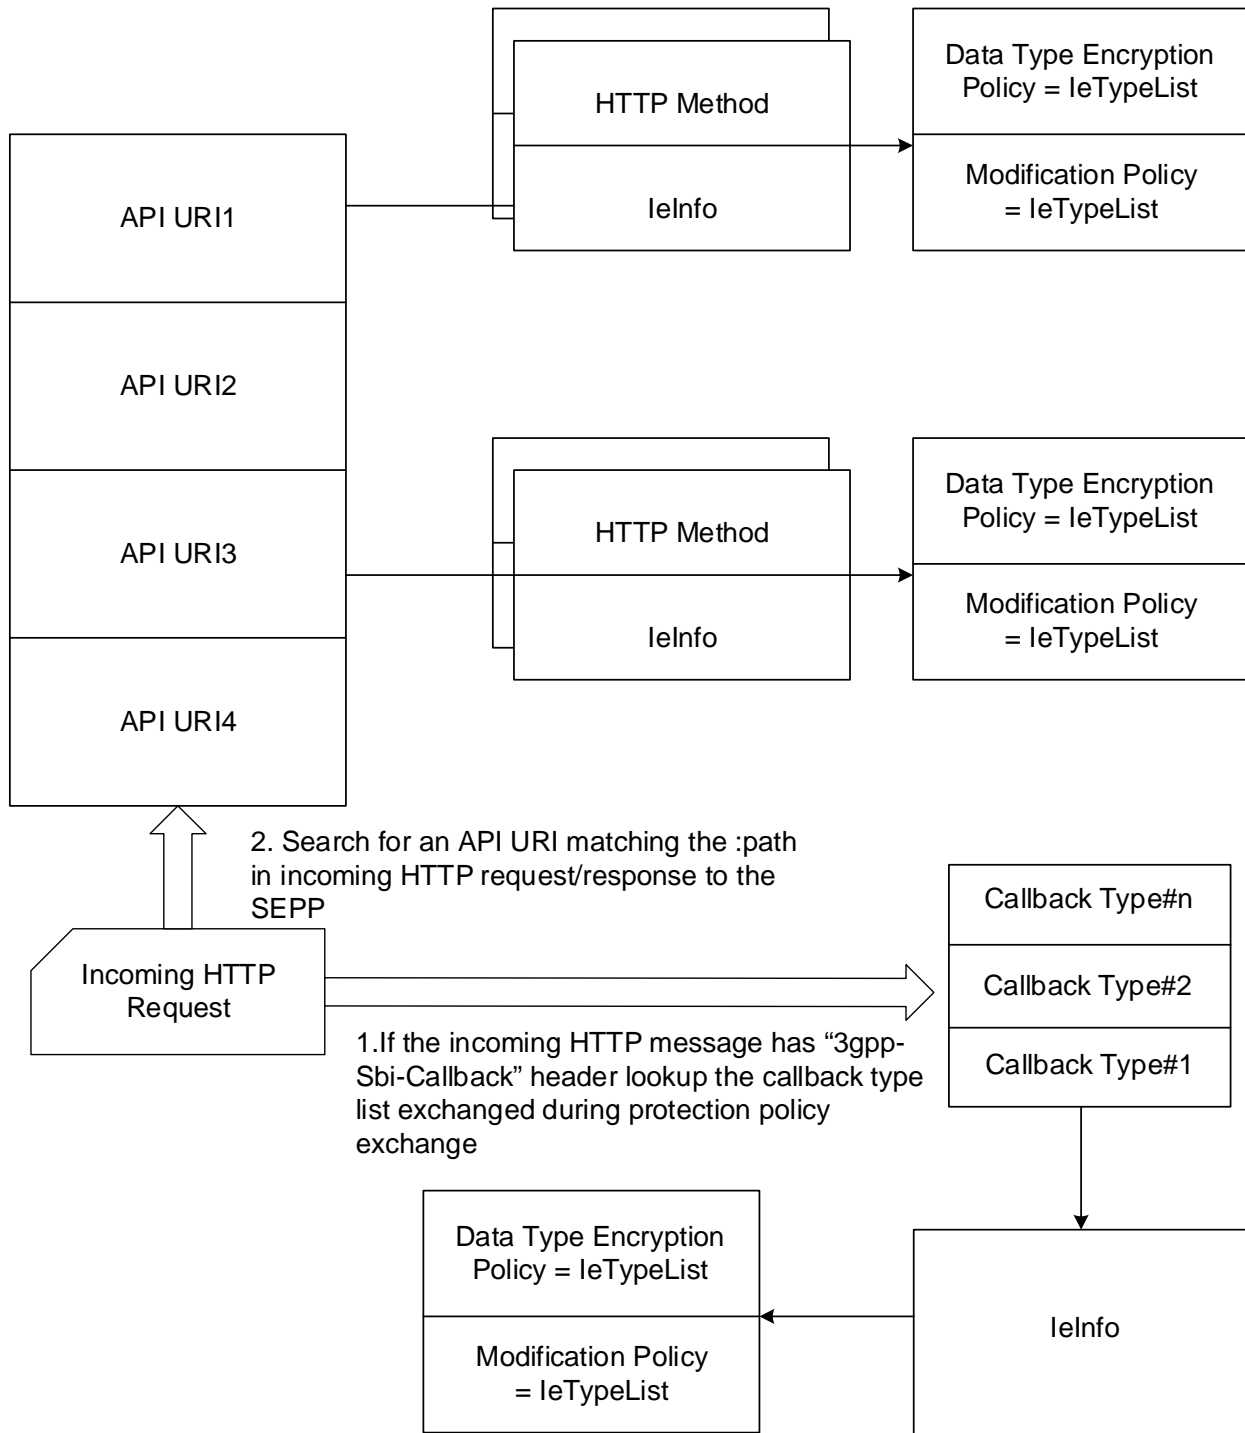 Data Type Encryption
Policy = IeTypeList
HTTP Method
Modification Policy
= IeTypeList
IeInfo
API URI1
API URI2
Data Type Encryption
Policy = IeTypeList
HTTP Method
API URI3
Modification Policy
= IeTypeList
IeInfo
API URI4
2. Search for an API URI matching the :path
in incoming HTTP request/response to the
SEPP
Callback Type#n
Incoming HTTP
Request
Callback Type#2
1.If the incoming HTTP message has “3gpp-
Sbi-Callback” header lookup the callback type
list exchanged during protection policy
exchange
Callback Type#1
Data Type Encryption
Policy = IeTypeList
IeInfo
Modification Policy
= IeTypeList